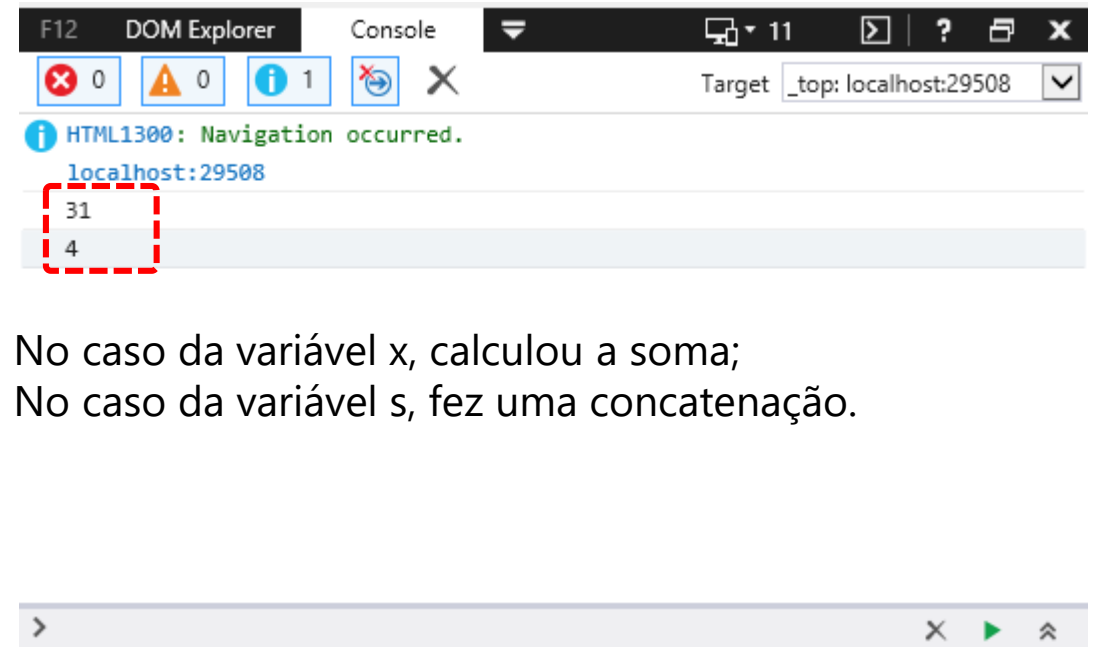 F12 DOM Explorer Console 11 ?
0 0 1 Target _top: localhost:29508
HTML1300: Navigation occurred.
localhost:29508
31
4
No caso da variável x, calculou a soma;
No caso da variável s, fez uma concatenação.